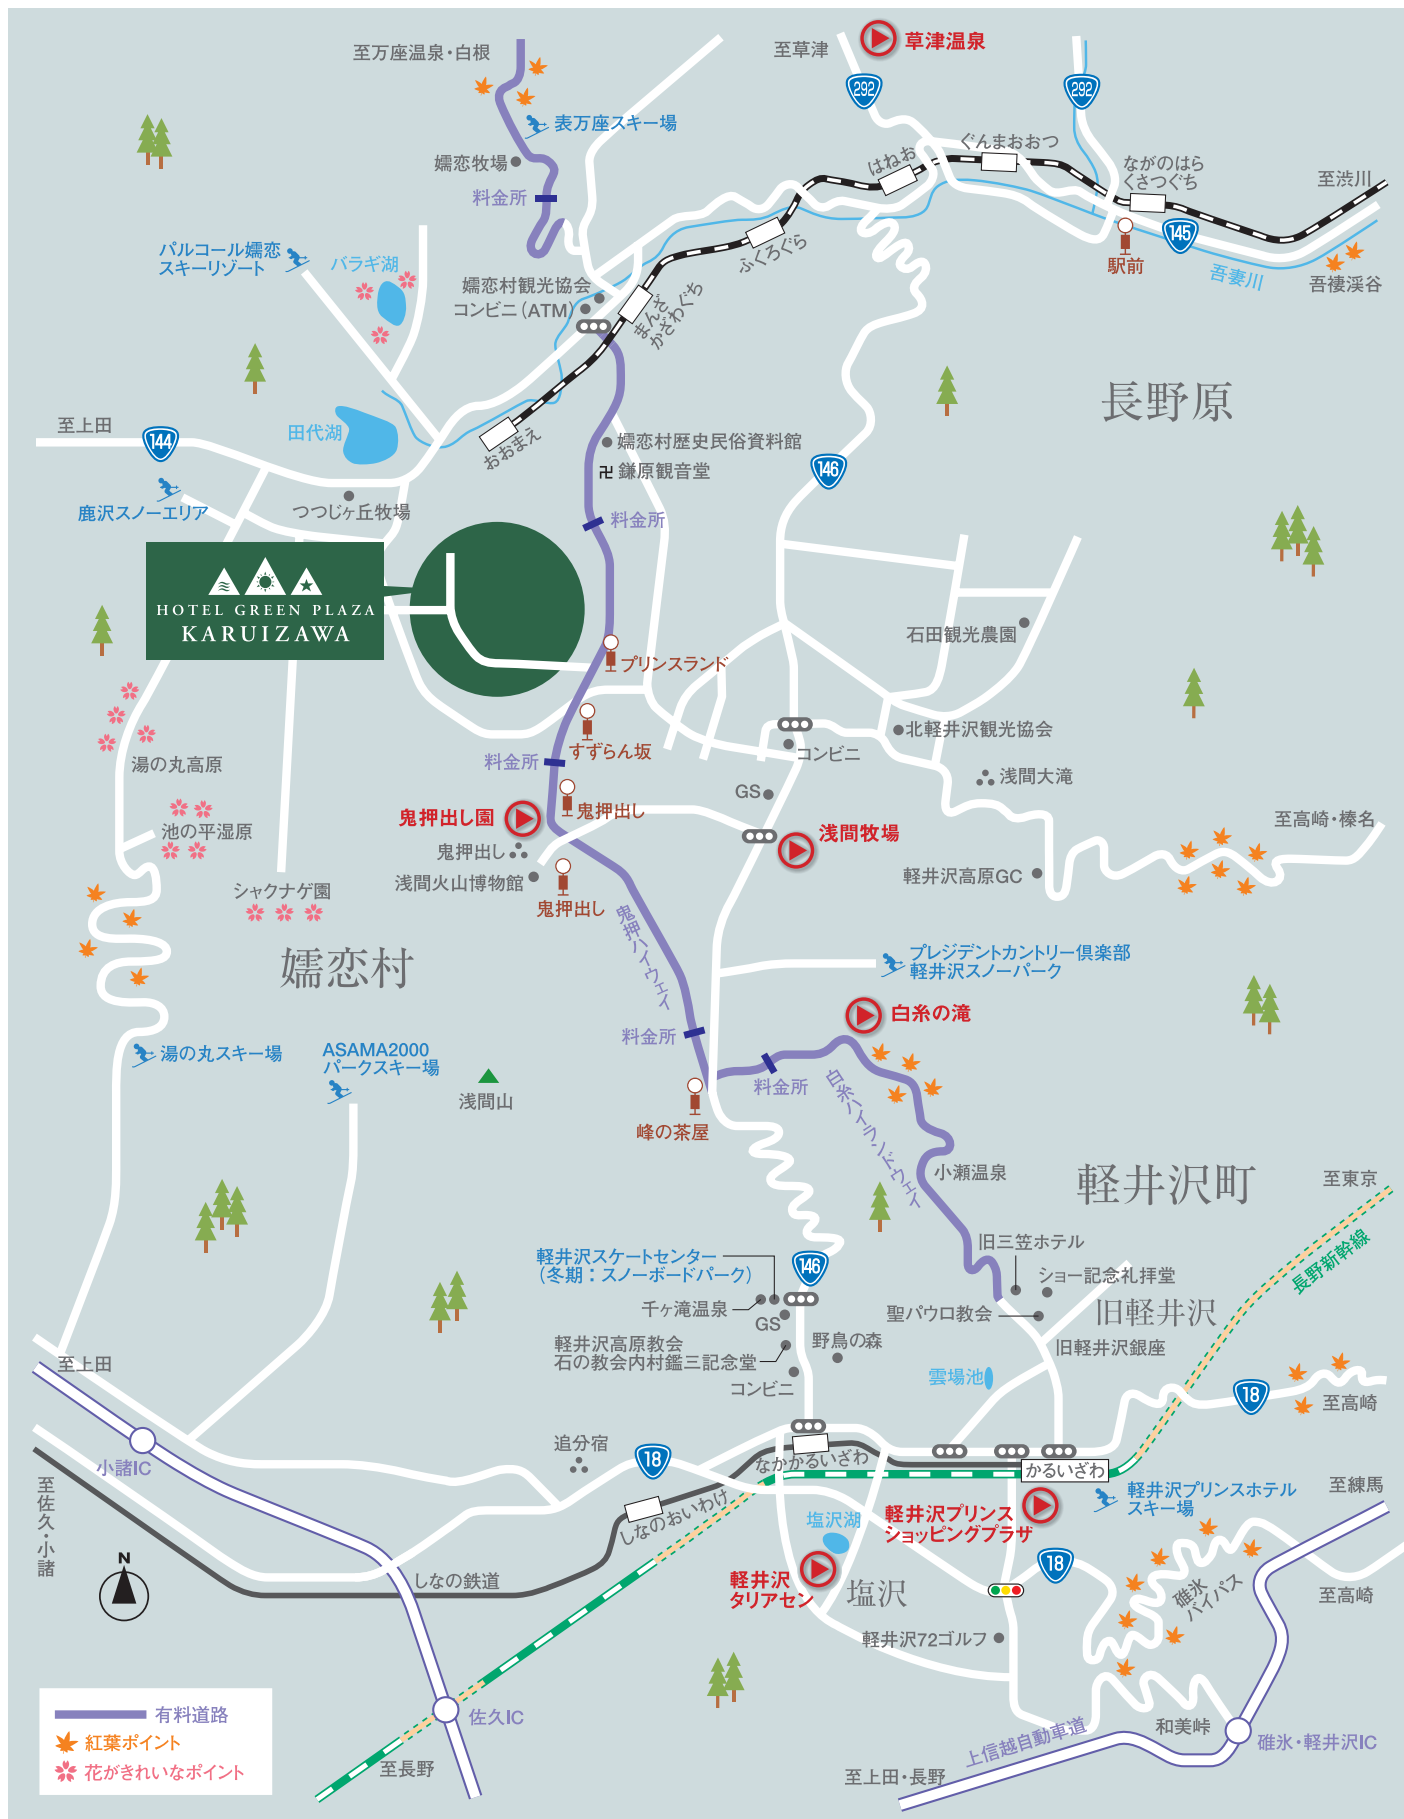 至万座温泉・白根
表万座スキー場
嬬恋牧場
料金所
至草津
草津温泉
292
292
はねお
ぐんまおおつ
ながのはら
くさつぐち
至渋川
145
駅前
吾妻川
吾褄渓谷
パルコール嬬恋
スキーリゾート
バラギ湖
嬬恋村観光協会
コンビニ(ATM)
まんざ
かざわぐち
ふくろぐら
長野原
至上田
144
田代湖
おおまえ
嬬恋村歴史民俗資料館
卍 鎌原観音堂
146
鹿沢スノーエリア
つつじヶ丘牧場
料金所
HOTEL GREEN PLAZA
KARUIZAWA
石田観光農園
プリンスランド
すずらん坂
料金所
北軽井沢観光協会
コンビニ
浅間大滝
湯の丸高原
GS
鬼押出し園
鬼押出し
浅間牧場
至高崎・榛名
池の平湿原
鬼押出し
浅間火山博物館
鬼押出し
軽井沢高原GC
シャクナゲ園
鬼押ハイウェイ
嬬恋村
プレジデントカントリー倶楽部
軽井沢スノーパーク
白糸の滝
料金所
湯の丸スキー場
ASAMA2000
パークスキー場
浅間山
料金所
白糸ハイランドウェイ
峰の茶屋
小瀬温泉
軽井沢町
至東京
長野新幹線
旧三笠ホテル
ショー記念礼拝堂
軽井沢スケートセンター
(冬期:スノーボードパーク)
146
千ヶ滝温泉
GS
聖パウロ教会
旧軽井沢
軽井沢高原教会
石の教会内村鑑三記念堂
野鳥の森
旧軽井沢銀座
コンビニ
雲場池
至上田
18
至高崎
追分宿
18
なかかるいざわ
かるいざわ
小諸IC
至佐久・小諸
しなのおいわけ
塩沢湖
軽井沢プリンス
ショッピングプラザ
軽井沢プリンスホテル
スキー場
至練馬
N
しなの鉄道
軽井沢
タリアセン
塩沢
18
碓氷
バイパス
至高崎
軽井沢72ゴルフ
有料道路
紅葉ポイント
花がきれいなポイント
佐久IC
至長野
上信越自動車道
和美峠
碓氷・軽井沢IC
至上田・長野